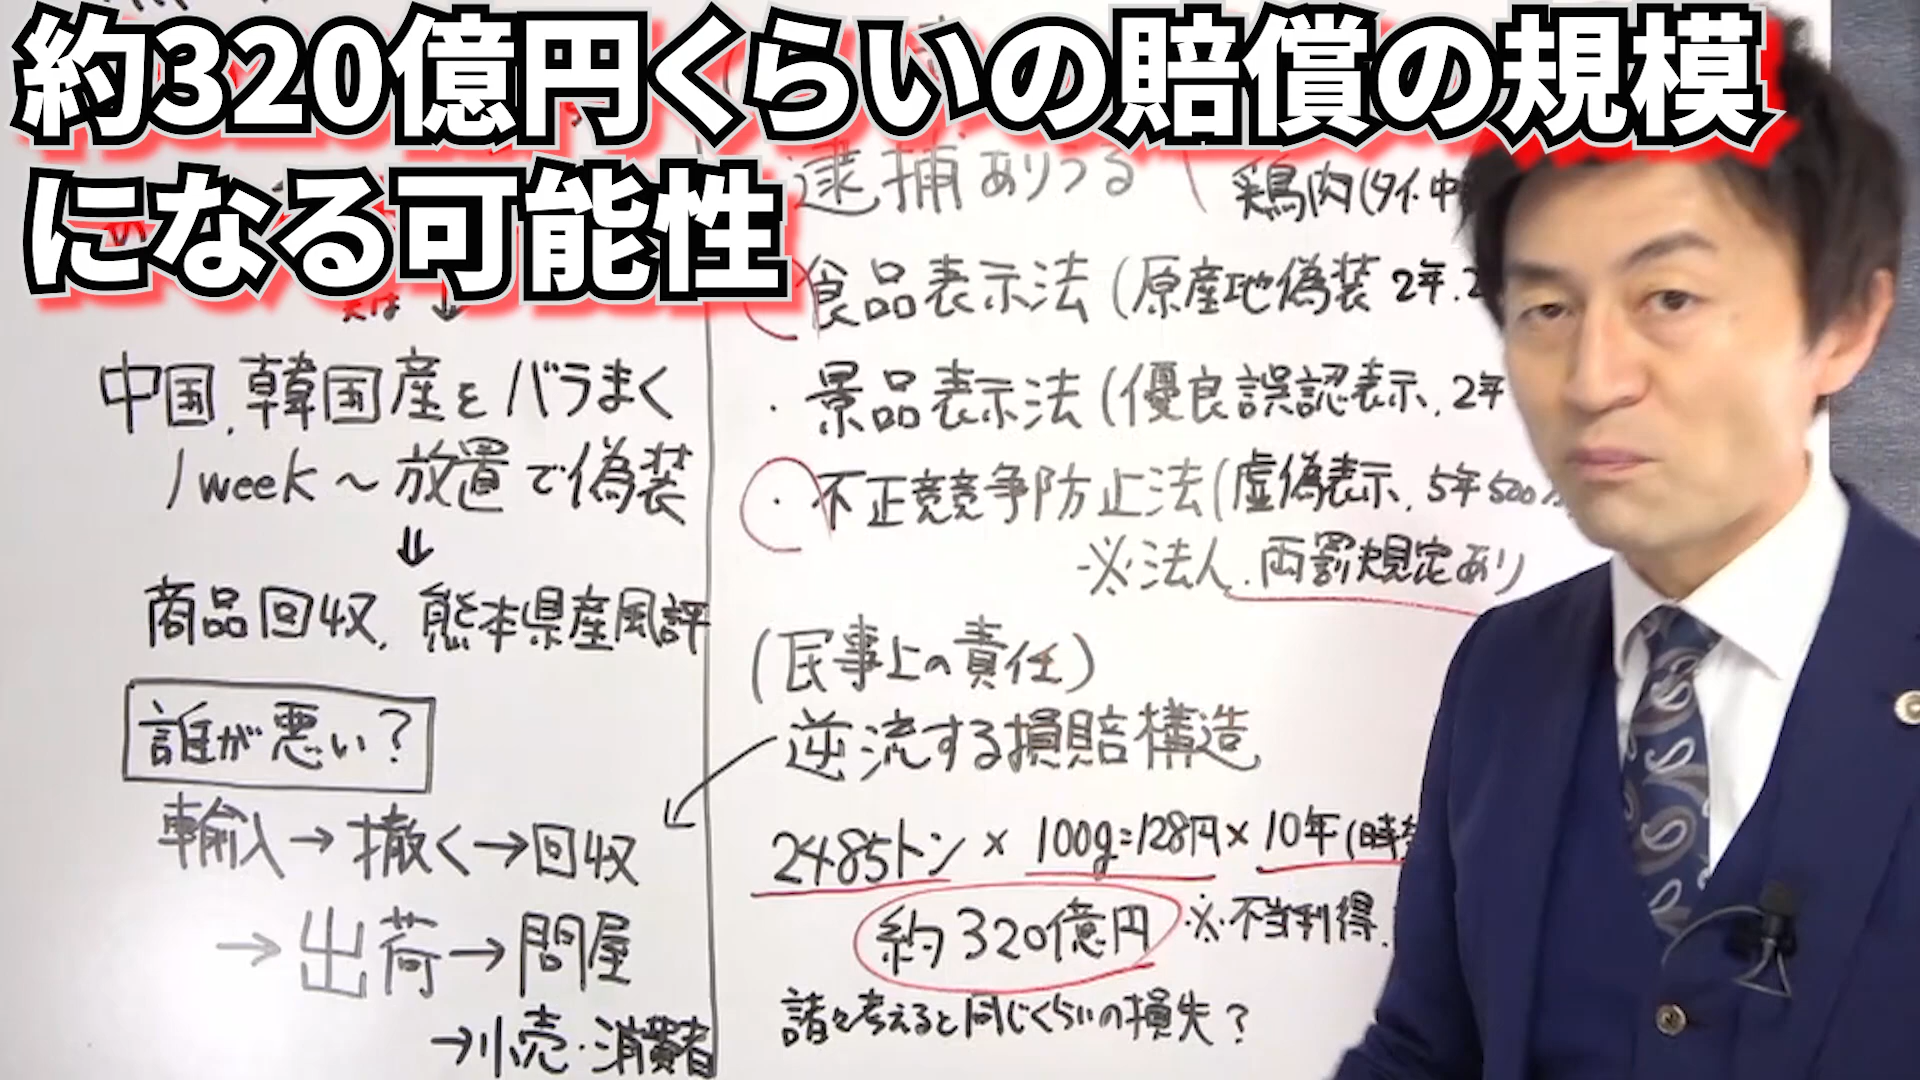 約320億円くらいの賠償の規模
になる可能性
又は ↓
中国,韓国産をバラまく
1week～放置で偽装
↓
商品回収,熊本県産風評
誰が悪い?
輸入→撒く→回収
→出荷→問屋
→小売・消費者
逮捕ありうる
鶏肉(タイ・中
食品表示法(原産地偽装2年.2
・景品表示法(優良誤認表示,2年
・不正競争防止法(虚偽表示,5年500
※法人.両罰規定あり
(民事上の責任)
逆流する損賠構造
2485トン×100g=128円×10年(時
約320億円 ※不当利得.
諸々考えると同じくらいの損失?